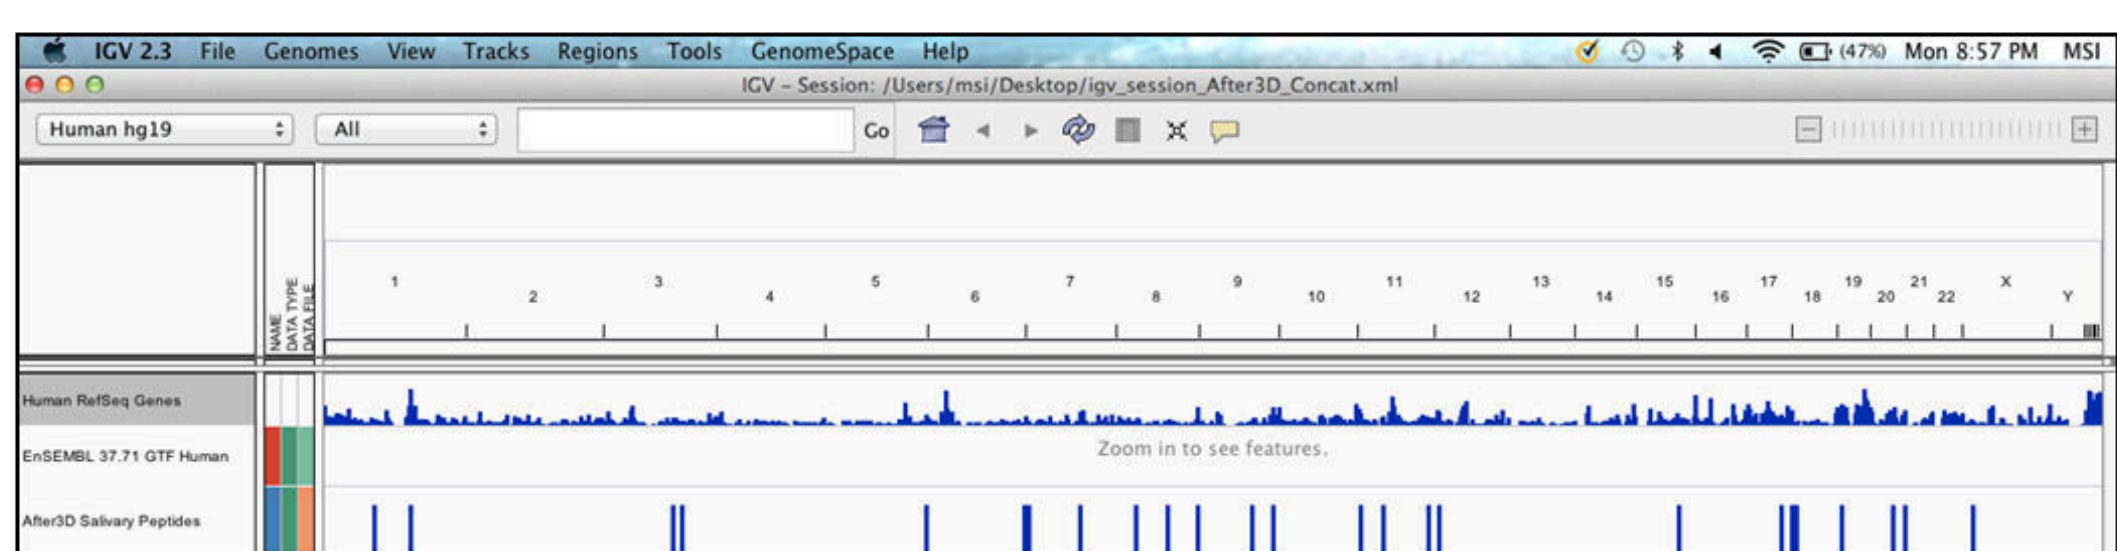 IGV 2.3 File Genomes View Tracks Regions Tools GenomeSpace Help (47%) Mon 8:57 PM MSI
IGV – Session: /Users/msi/Desktop/igv_session_After3D_Concat.xml
Human hg19 All Go
NAME
DATA TYPE
DATA FILE
1 3 5 7 9 11 13 15 17 19 21 X
2 4 6 8 10 12 14 16 18 20 22 Y
Human RefSeq Genes
EnSEMBL 37.71 GTF Human
Zoom in to see features.
After3D Salivary Peptides